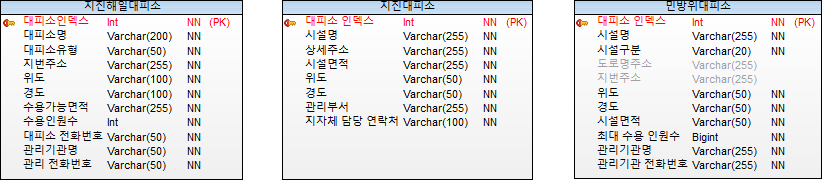 지진해일대피소
대피소인덱스 Int NN (PK)
대피소명 Varchar(200) NN
대피소유형 Varchar(50) NN
지번주소 Varchar(255) NN
위도 Varchar(100) NN
경도 Varchar(100) NN
수용가능면적 Varchar(255) NN
수용인원수 Int NN
대피소 전화번호 Varchar(50) NN
관리기관명 Varchar(50) NN
관리 전화번호 Varchar(50) NN
지진대피소
대피소 인덱스 Int NN (PK)
시설명 Varchar(255) NN
상세주소 Varchar(255) NN
시설면적 Varchar(255) NN
위도 Varchar(50) NN
경도 Varchar(50) NN
관리부서 Varchar(255) NN
지자체 담당 연락처 Varchar(100) NN
민방위대피소
대피소 인덱스 Int NN (PK)
시설명 Varchar(255) NN
시설구분 Varchar(20) NN
도로명주소 Varchar(255)
지번주소 Varchar(255)
위도 Varchar(50) NN
경도 Varchar(50) NN
시설면적 Varchar(50) NN
최대 수용 인원수 Bigint NN
관리기관명 Varchar(255) NN
관리기관 전화번호 Varchar(255) NN